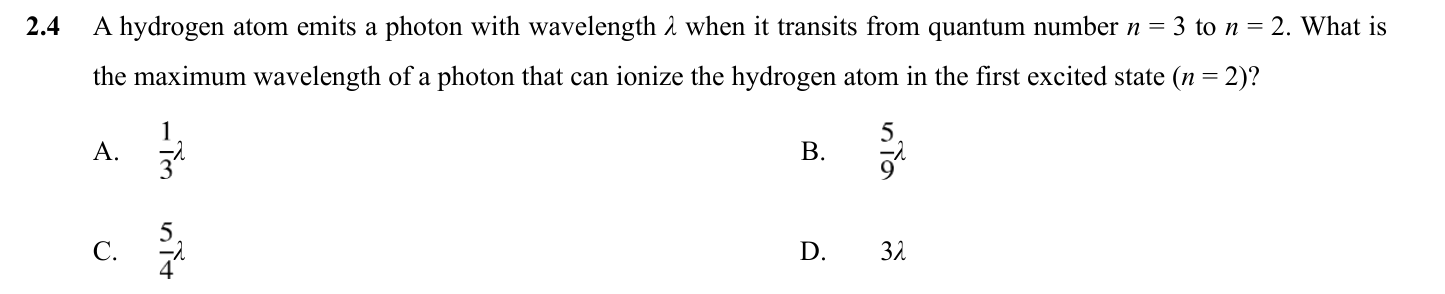 2.4 A hydrogen atom emits a photon with wavelength λ when it transits from quantum number n = 3 to n = 2. What is
the maximum wavelength of a photon that can ionize the hydrogen atom in the first excited state (n = 2)?
A. 1/3 λ B. 5/9 λ
C. 5/4 λ D. 3λ